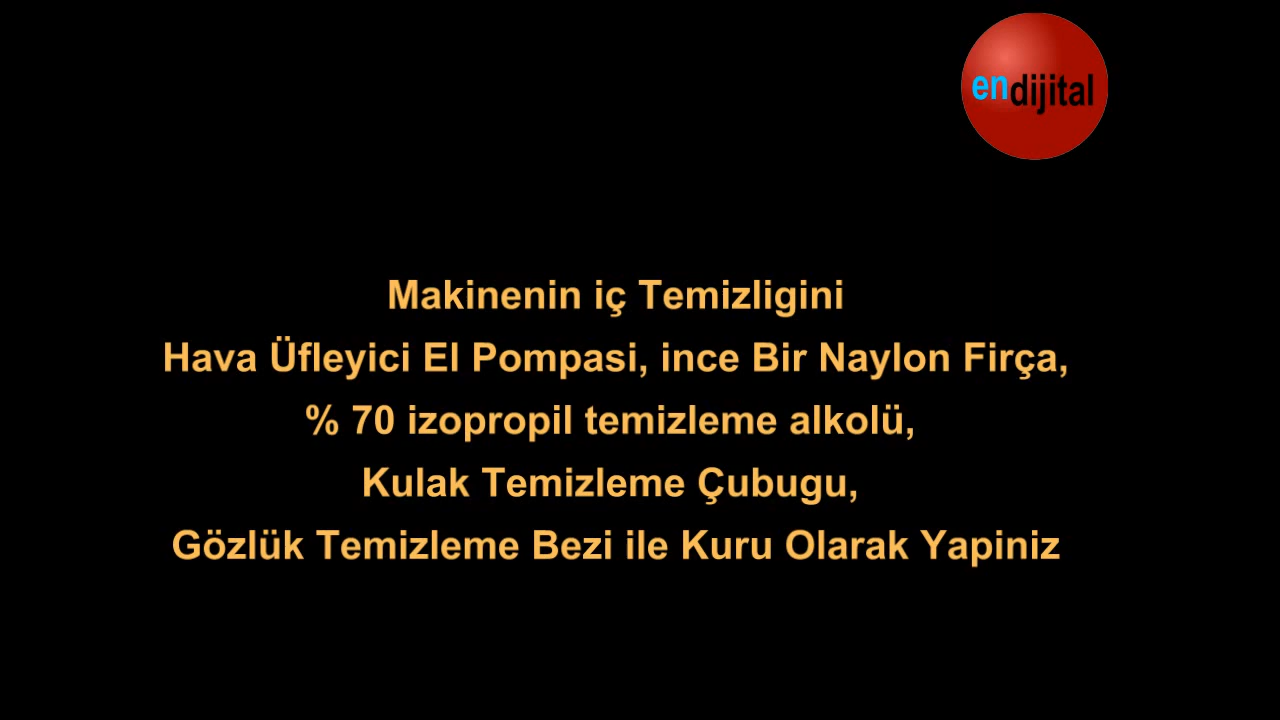 endijital
Makinenin iç Temizligini
Hava Üfleyici El Pompasi, ince Bir Naylon Firça,
% 70 izopropil temizleme alkolü,
Kulak Temizleme Çubugu,
Gözlük Temizleme Bezi ile Kuru Olarak Yapiniz